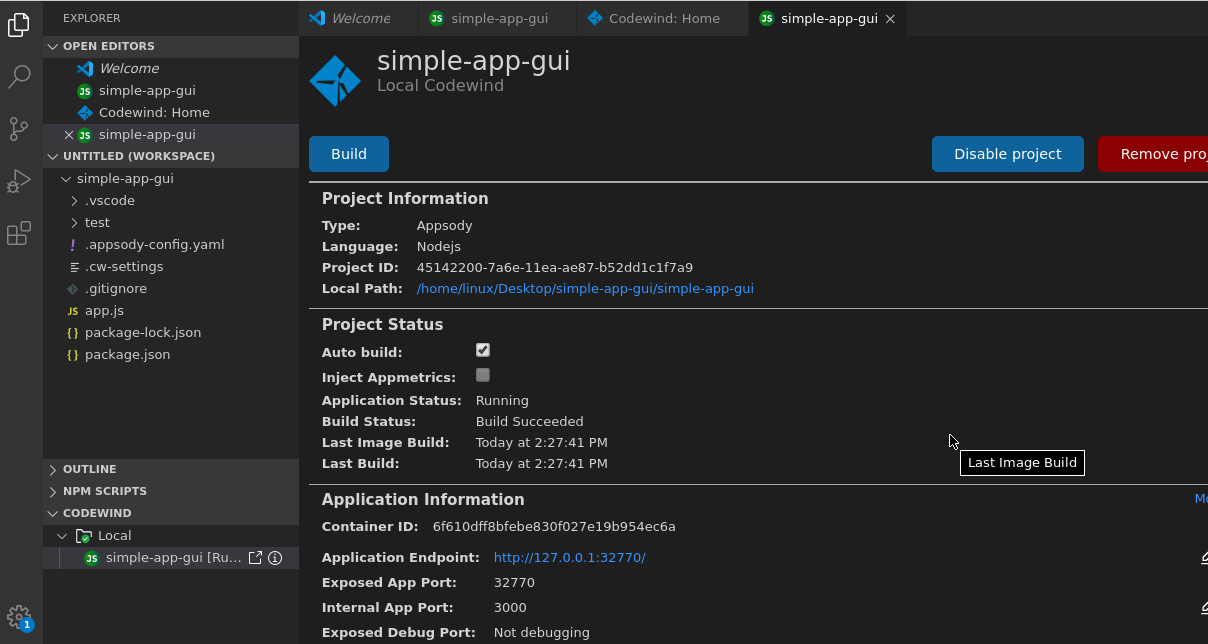 EXPLORER
Welcome
simple-app-gui
Codewind: Home
simple-app-gui
OPEN EDITORS
Welcome
JS simple-app-gui
Codewind: Home
JS simple-app-gui
UNTITLED (WORKSPACE)
simple-app-gui
.vscode
test
! .appsody-config.yaml
.cw-settings
.gitignore
JS app.js
{ } package-lock.json
{ } package.json
OUTLINE
NPM SCRIPTS
CODEWIND
Local
JS simple-app-gui [Ru...
1
simple-app-gui
Local Codewind
Build
Disable project
Remove proj
Project Information
Type: Appsody
Language: Nodejs
Project ID: 45142200-7a6e-11ea-ae87-b52dd1c1f7a9
Local Path: /home/linux/Desktop/simple-app-gui/simple-app-gui
Project Status
Auto build:
Inject Appmetrics:
Application Status: Running
Build Status: Build Succeeded
Last Image Build: Today at 2:27:41 PM
Last Build: Today at 2:27:41 PM
Last Image Build
Application Information
Mo
Container ID: 6f610dff8bfebe830f027e19b954ec6a
Application Endpoint: http://127.0.0.1:32770/
Exposed App Port: 32770
Internal App Port: 3000
Exposed Debug Port: Not debugging